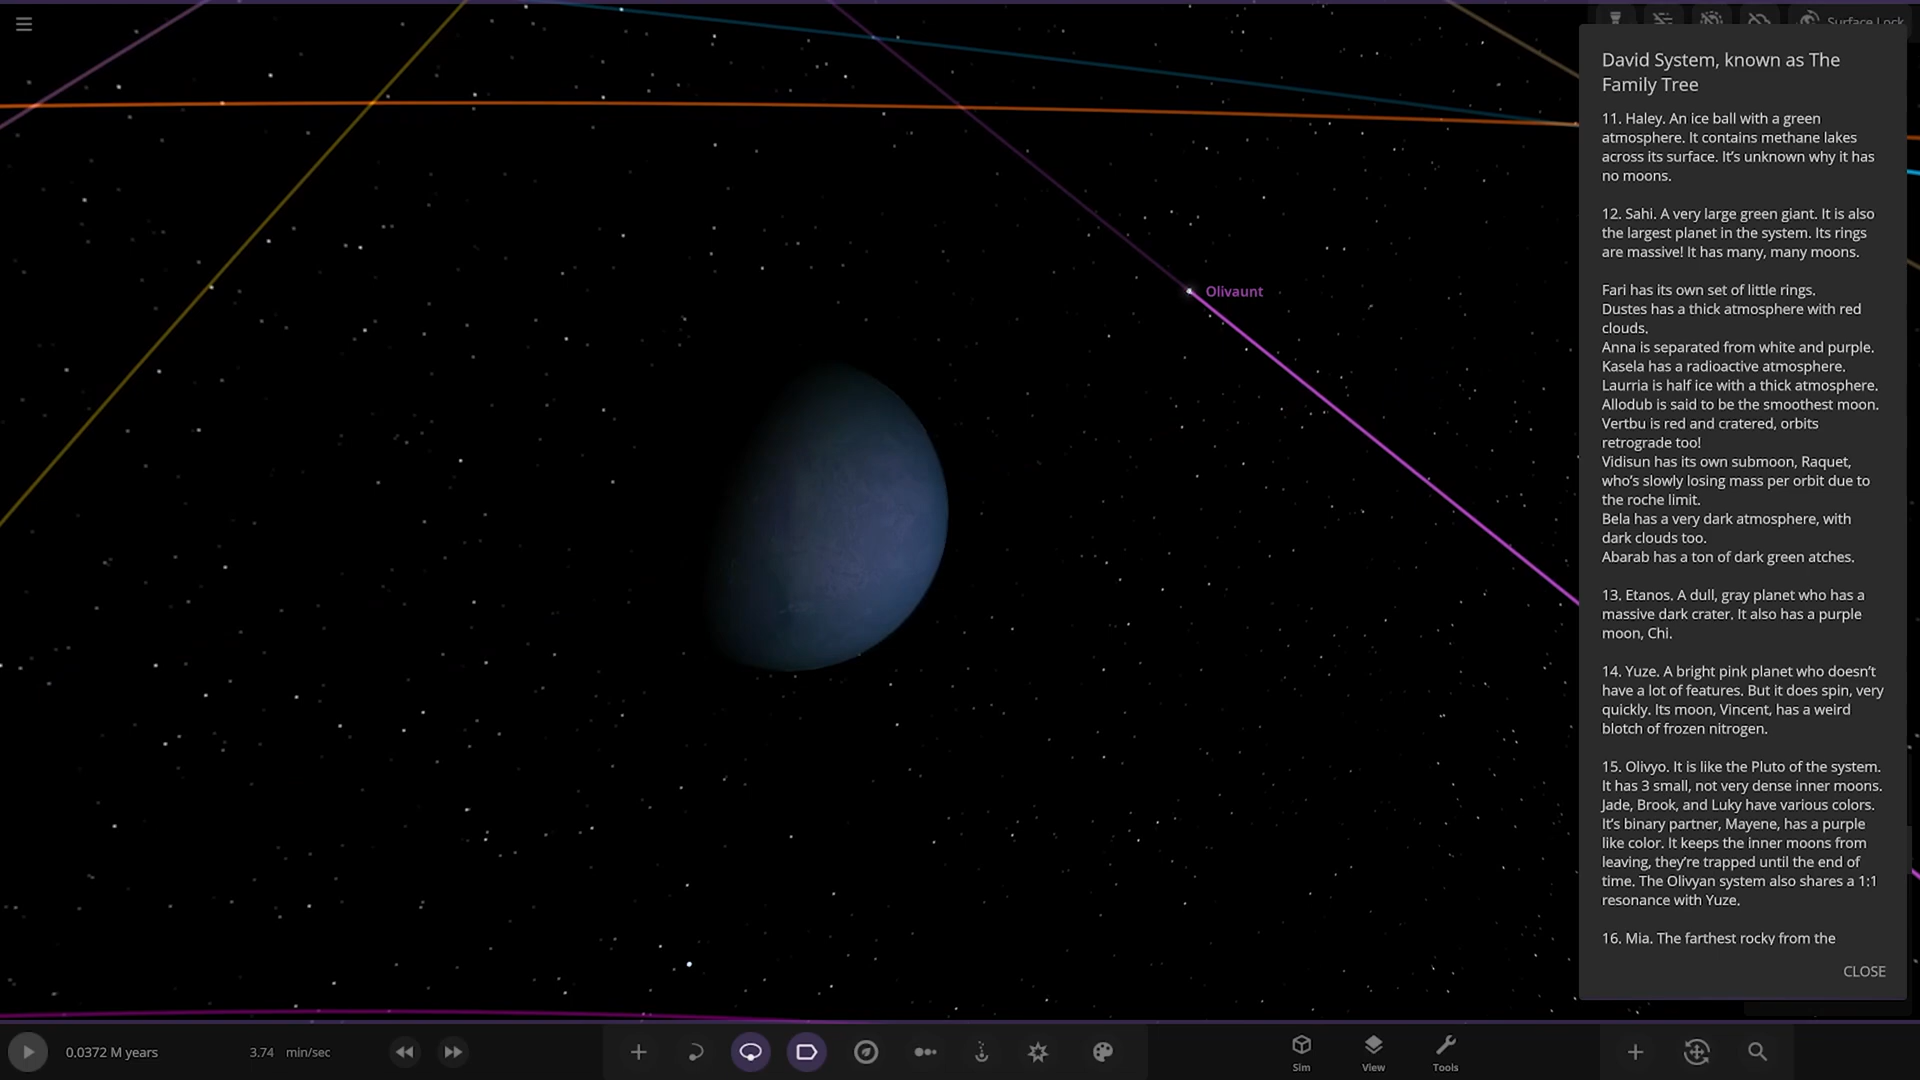 Surface Lock
David System, known as The
Family Tree
11. Haley. An ice ball with a green
atmosphere. It contains methane lakes
across its surface. It’s unknown why it has
no moons.
12. Sahi. A very large green giant. It is also
the largest planet in the system. Its rings
are massive! It has many, many moons.
Fari has its own set of little rings.
Dustes has a thick atmosphere with red
clouds.
Anna is separated from white and purple.
Kasela has a radioactive atmosphere.
Laurria is half ice with a thick atmosphere.
Allodub is said to be the smoothest moon.
Vertbu is red and cratered, orbits
retrograde too!
Vidisun has its own submoon, Raquet,
who’s slowly losing mass per orbit due to
the roche limit.
Bela has a very dark atmosphere, with
dark clouds too.
Abarab has a ton of dark green atches.
13. Etanos. A dull, gray planet who has a
massive dark crater. It also has a purple
moon, Chi.
14. Yuze. A bright pink planet who doesn’t
have a lot of features. But it does spin, very
quickly. Its moon, Vincent, has a weird
blotch of frozen nitrogen.
15. Olivyo. It is like the Pluto of the system.
It has 3 small, not very dense inner moons.
Jade, Brook, and Luky have various colors.
It’s binary partner, Mayene, has a purple
like color. It keeps the inner moons from
leaving, they’re trapped until the end of
time. The Olivyan system also shares a 1:1
resonance with Yuze.
16. Mia. The farthest rocky from the
CLOSE
Olivaunt
0.0372 M years
3.74 min/sec
Sim
View
Tools